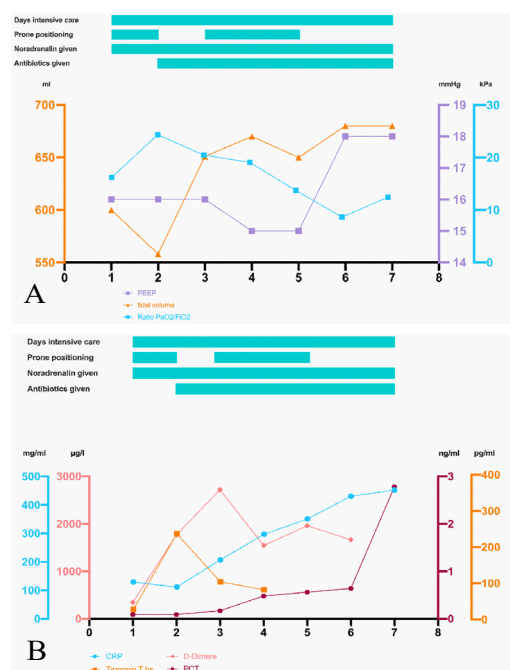 Days intensive care
Prone positioning
Noradrenalin given
Antibiotics given
ml mmHg kPa
700 19 30
18
650 17 20
600 16 10
15
550 14 0
0 1 2 3 4 5 6 7 8
A
PEEP
tidal volume
Ratio PaO2/FiO2
Days intensive care
Prone positioning
Noradrenalin given
Antibiotics given
mg/ml µg/l ng/ml pg/ml
500 3000 3 400
400 300
300 2000 2 200
200 1000 1 100
100
0 0 0 0
0 1 2 3 4 5 6 7 8
B
CRP D-Dimere
Troponin T hs PCT